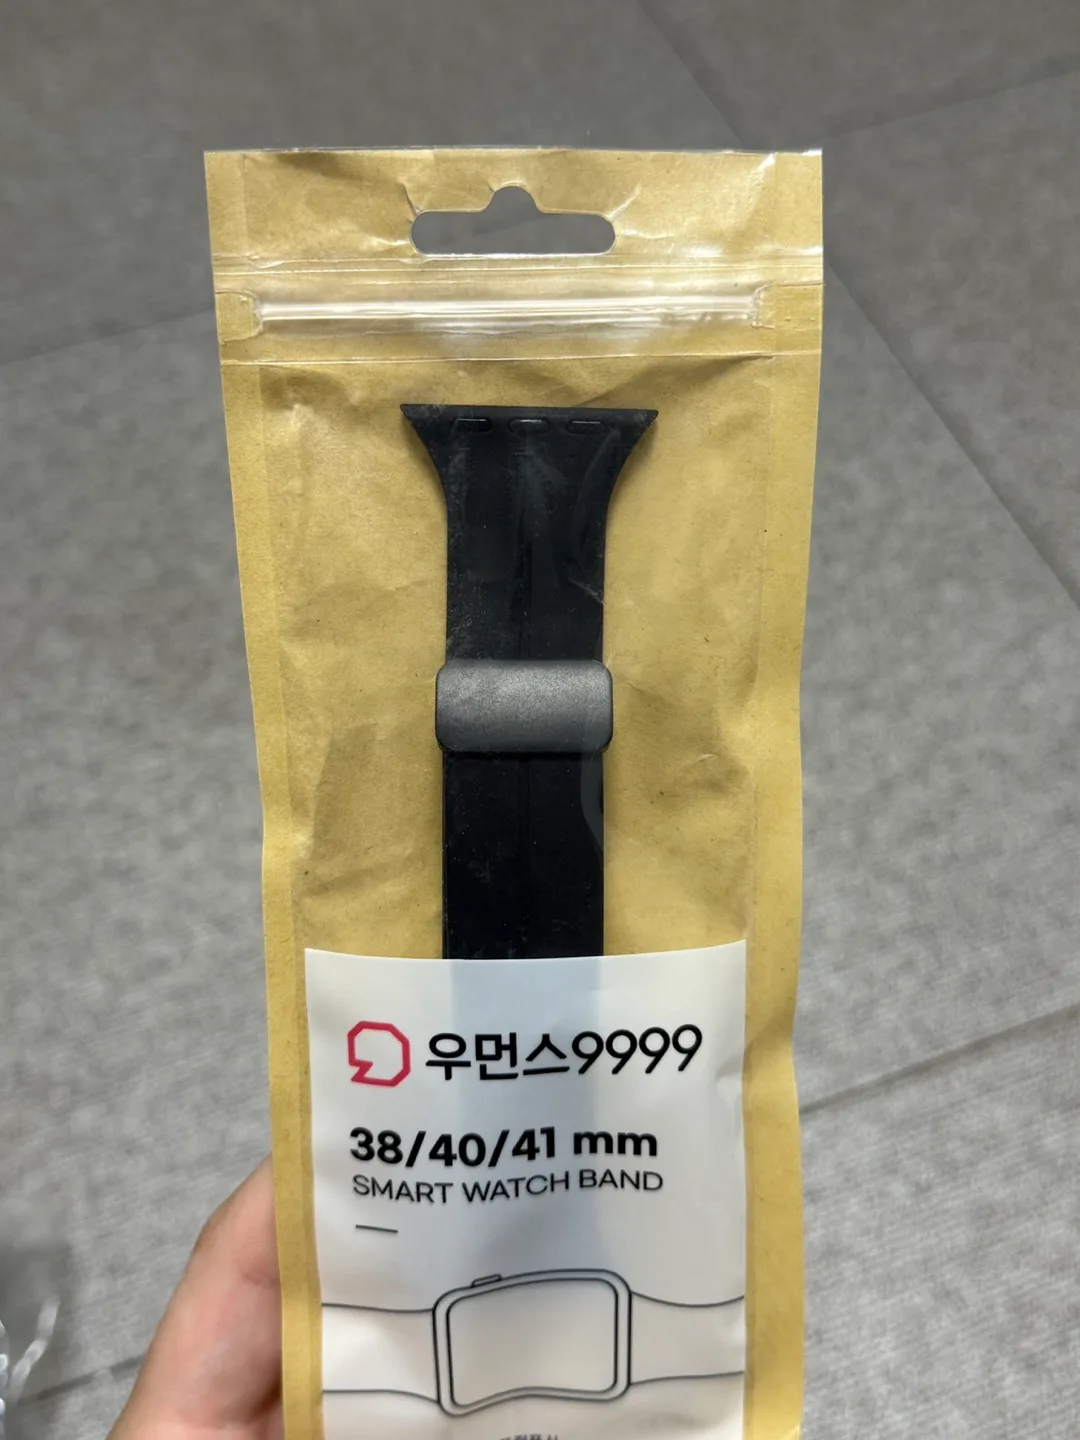 우먼스9999
38/40/41 mm
SMART WATCH BAND